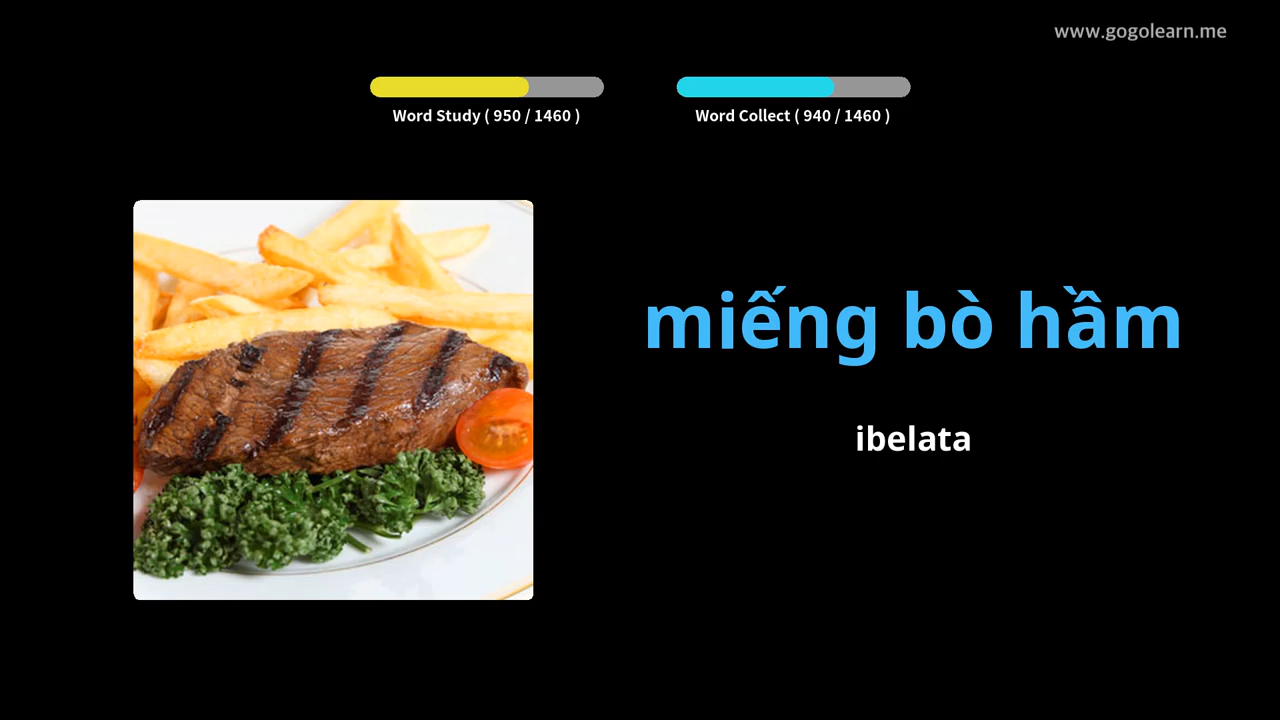 www.gogolearn.me
Word Study ( 950 / 1460 )
Word Collect ( 940 / 1460 )
miếng bò hầm
ibelata